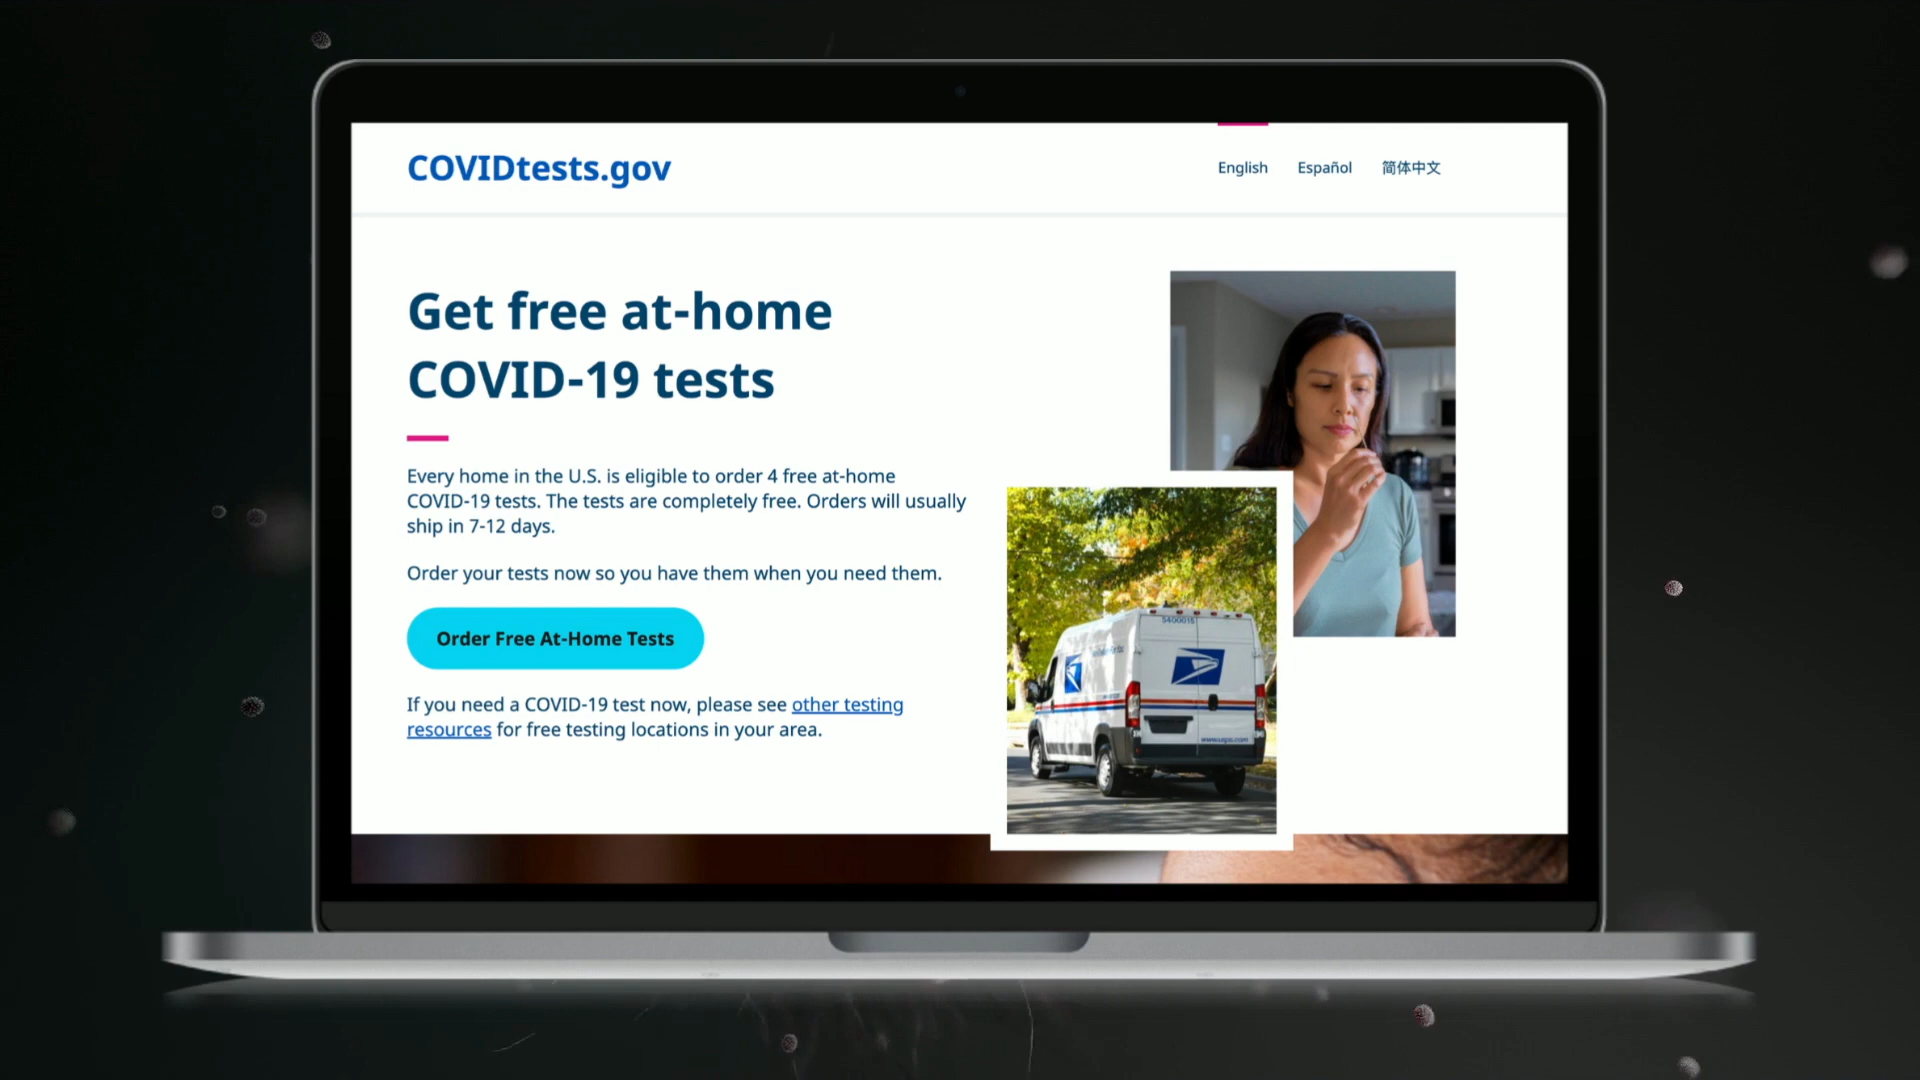 COVIDtests.gov
English Español 简体中文
Get free at-home
COVID-19 tests
Every home in the U.S. is eligible to order 4 free at-home
COVID-19 tests. The tests are completely free. Orders will usually
ship in 7-12 days.
Order your tests now so you have them when you need them.
Order Free At-Home Tests
If you need a COVID-19 test now, please see other testing
resources for free testing locations in your area.
5400015
www.usps.com